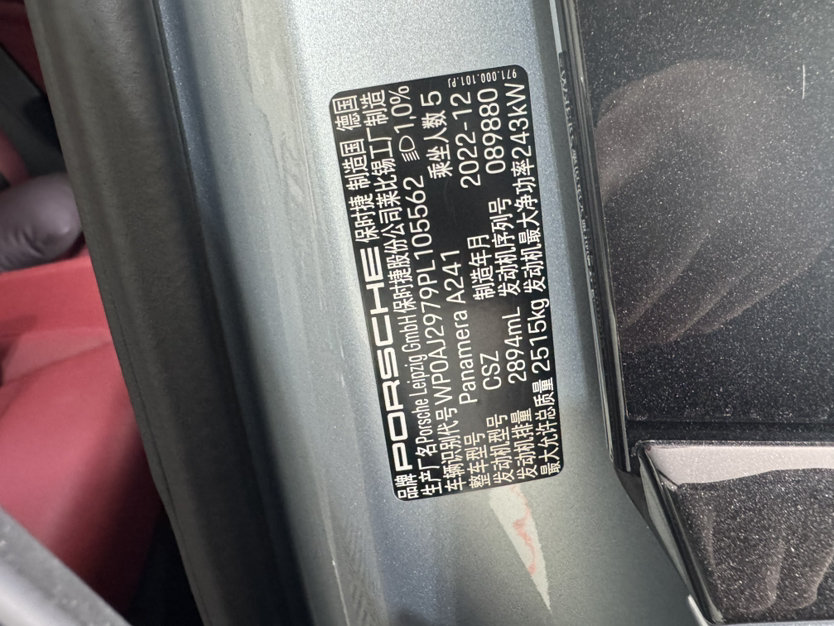 品牌 PORSCHE 保时捷 制造国 德国
生产厂名 Porsche Leipzig GmbH 保时捷股份公司莱比锡工厂制造
车辆识别代号 WP0AJ2979PL105562 1,0%
整车型号 Panamera A241 乘坐人数 5
发动机型号 CSZ 制造年月 2022-12
发动机排量 2894mL 发动机序列号 089880
最大允许总质量 2515kg 发动机最大净功率 243kW
971.000.101.PJ